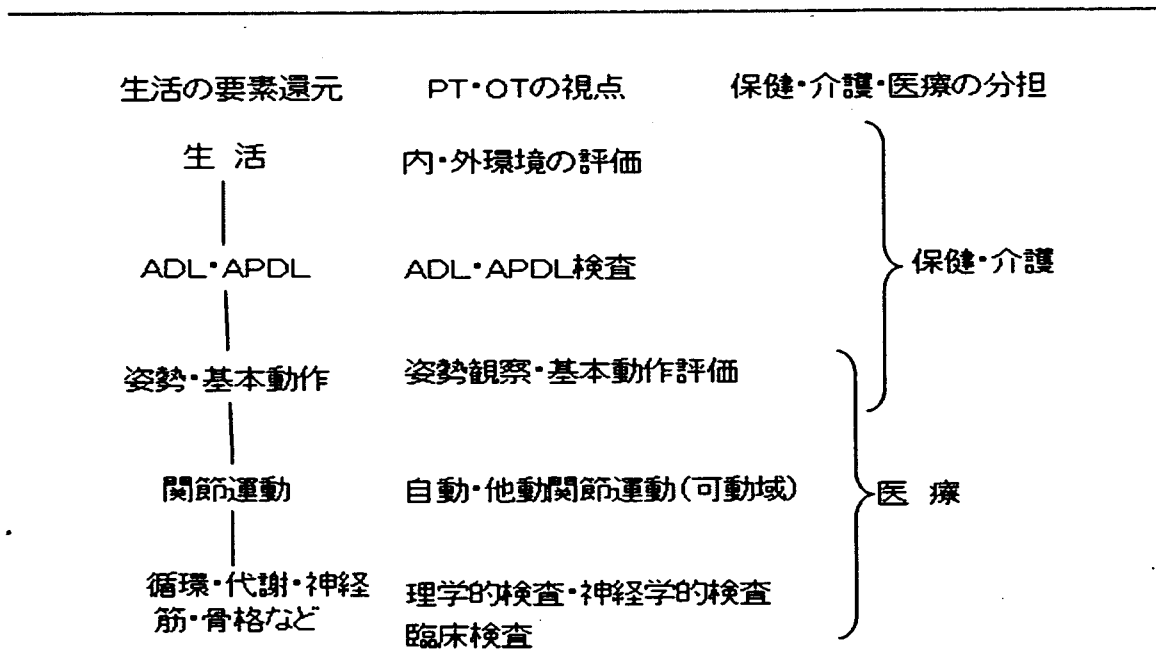 生活の要素還元 PT・OTの視点 保健・介護・医療の分担
生 活 内・外環境の評価
ADL・APDL ADL・APDL検査 保健・介護
姿勢・基本動作 姿勢観察・基本動作評価
関節運動 自動・他動関節運動(可動域) 医 療
循環・代謝・神経 理学的検査・神経学的検査
筋・骨格など 臨床検査